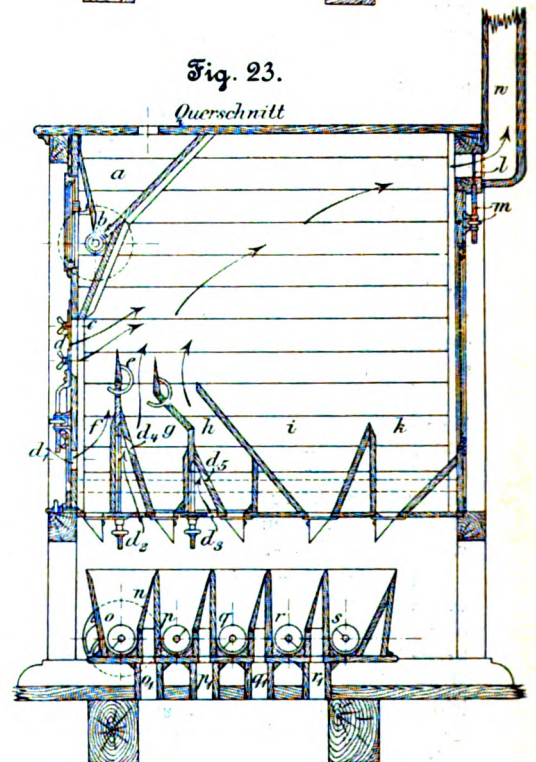 Fig. 23.
Querschnitt
a
w
l
b
m
c
d
e
f
d₄
g
h
i
k
d₁
d₅
d₂
d₃
o
n
p
q
r
s
o₁
p₁
q₁
r₁